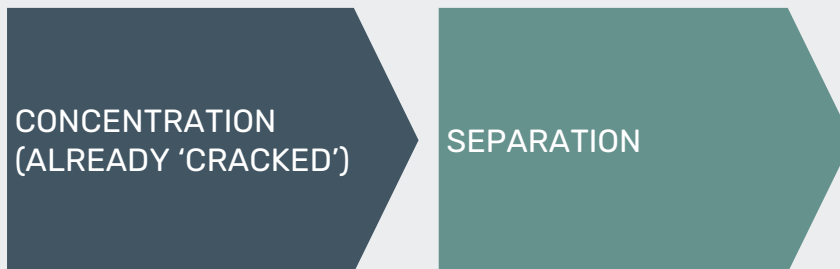 CONCENTRATION
(ALREADY ‘CRACKED’)
SEPARATION